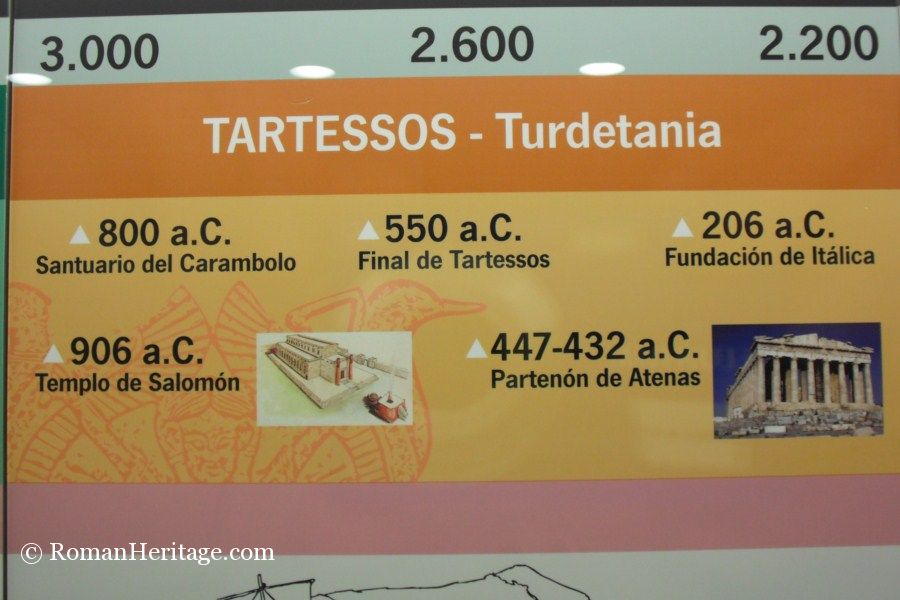 3.000 2.600 2.200
TARTESSOS - Turdetania
800 a.C.
Santuario del Carambolo
550 a.C.
Final de Tartessos
206 a.C.
Fundación de Itálica
906 a.C.
Templo de Salomón
447-432 a.C.
Partenón de Atenas
© RomanHeritage.com